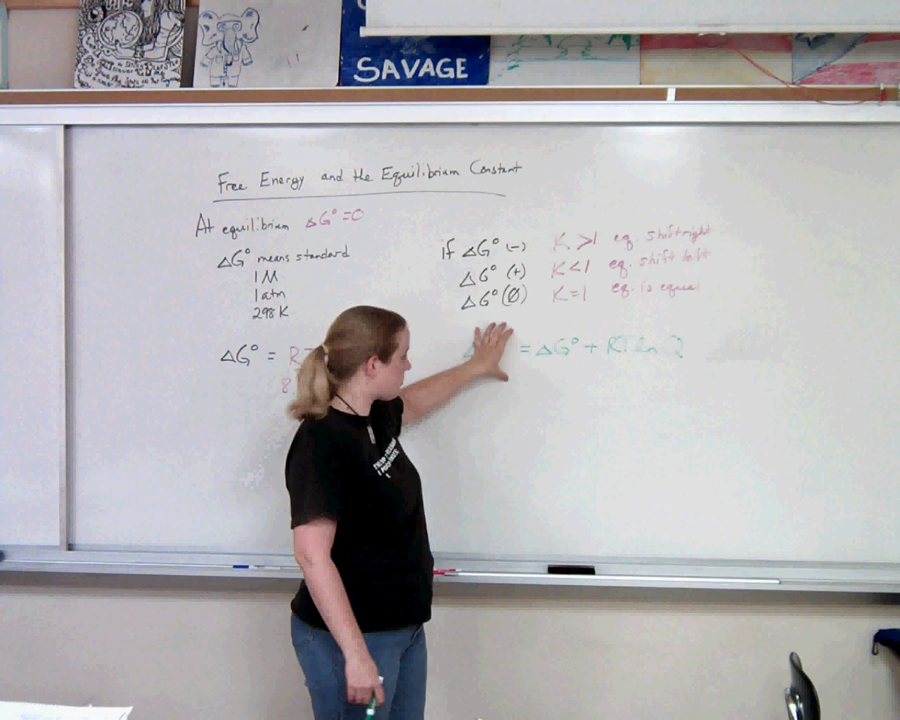 SAVAGE
Free Energy and the Equilibrium Constant
At equilibrium ΔG° = 0
ΔG° means standard
1 M
1 atm
298 K
ΔG° = R
8
if ΔG° (-) K > 1 eq. shift right
ΔG° (+) K < 1 eq. shift left
ΔG° (Ø) K = 1 eq. is equal
= ΔG° + RT ln Q